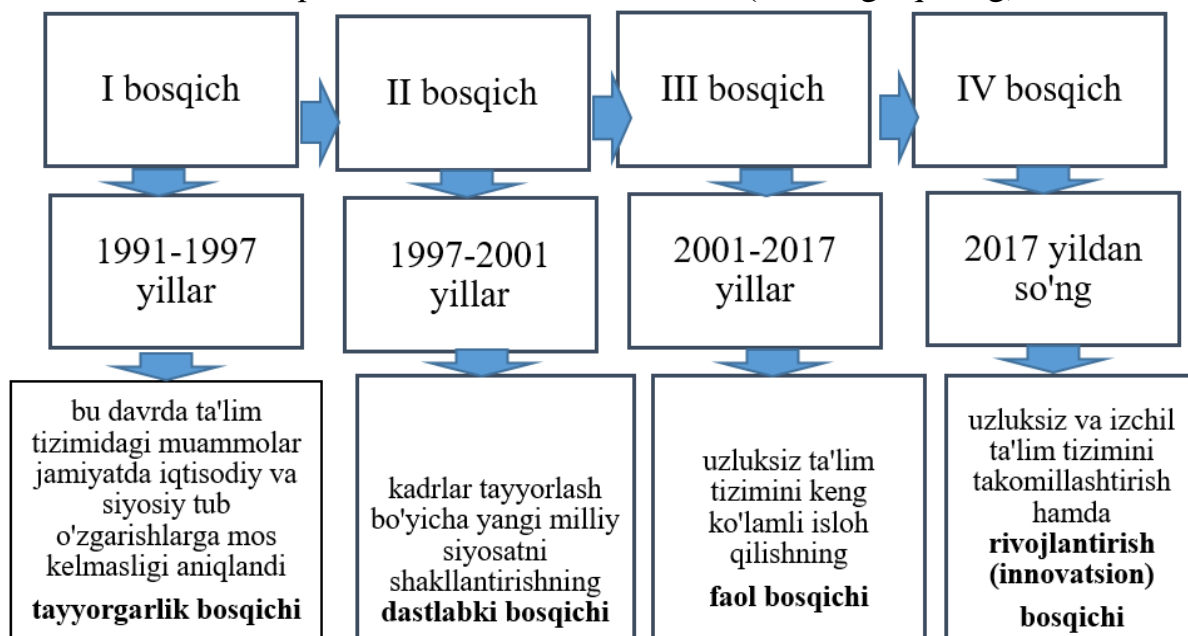 I bosqich
II bosqich
III bosqich
IV bosqich
1991-1997
yillar
1997-2001
yillar
2001-2017
yillar
2017 yildan
so'ng
bu davrda ta'lim
tizimidagi muammolar
jamiyatda iqtisodiy va
siyosiy tub
o'zgarishlarga mos
kelmasligi aniqlandi
tayyorgarlik bosqichi
kadrlar tayyorlash
bo'yicha yangi milliy
siyosatni
shakllantirishning
dastlabki bosqichi
uzluksiz ta'lim
tizimini keng
ko'lamli isloh
qilishning
faol bosqichi
uzluksiz va izchil
ta'lim tizimini
takomillashtirish
hamda
rivojlantirish
(innovatsion)
bosqichi